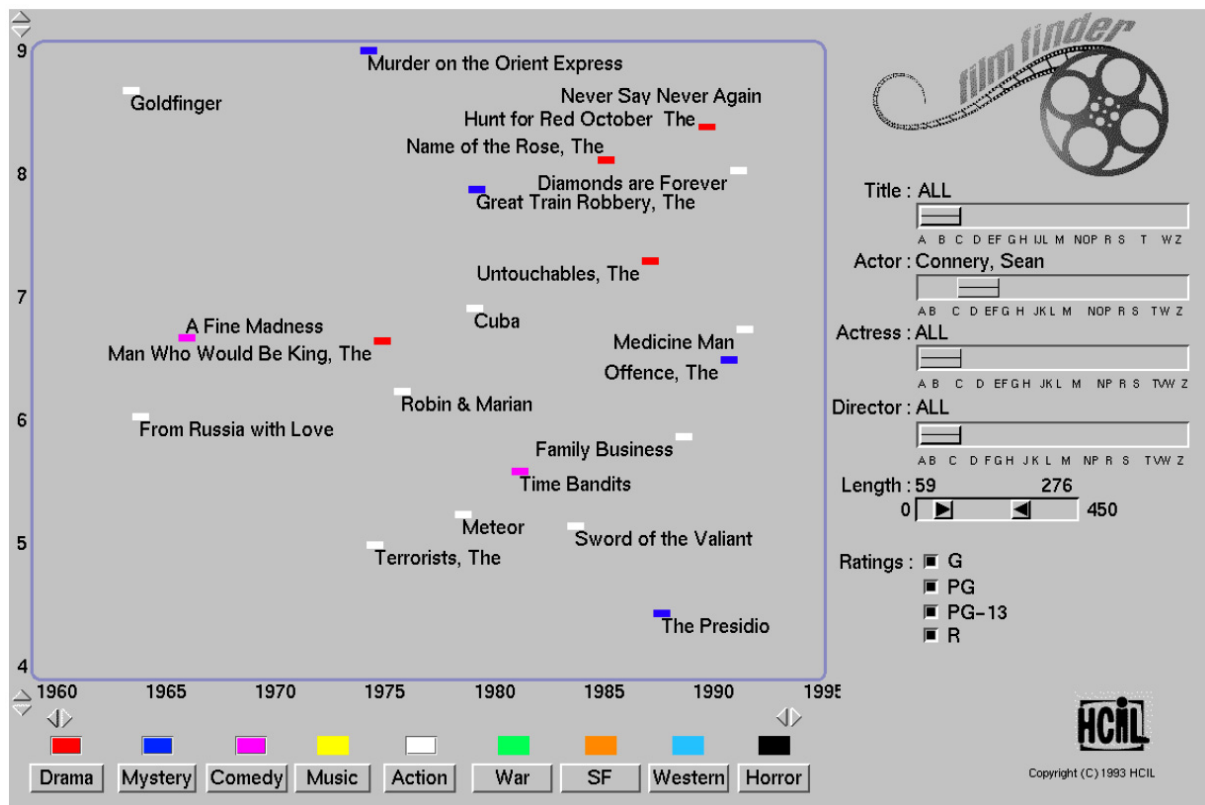 film finder
9
Murder on the Orient Express
Goldfinger
Never Say Never Again
Hunt for Red October The
Name of the Rose, The
8
Diamonds are Forever
Great Train Robbery, The
Untouchables, The
7
Cuba
A Fine Madness
Man Who Would Be King, The
Medicine Man
Offence, The
Robin & Marian
6
From Russia with Love
Family Business
Time Bandits
Meteor
5
Sword of the Valiant
Terrorists, The
The Presidio
4
1960 1965 1970 1975 1980 1985 1990 1995
Drama Mystery Comedy Music Action War SF Western Horror
Title : ALL
A B C D EF G H IJL M NOP R S T W Z
Actor : Connery, Sean
AB C D EFG H JK L M NOP R S TVW Z
Actress : ALL
A B C D EFG H JK L M NP R S TVW Z
Director : ALL
AB C D FGH JK L M NP R S TVW Z
Length : 59 276
0 450
Ratings : G
PG
PG-13
R
HCIL
Copyright (C) 1993 HCIL